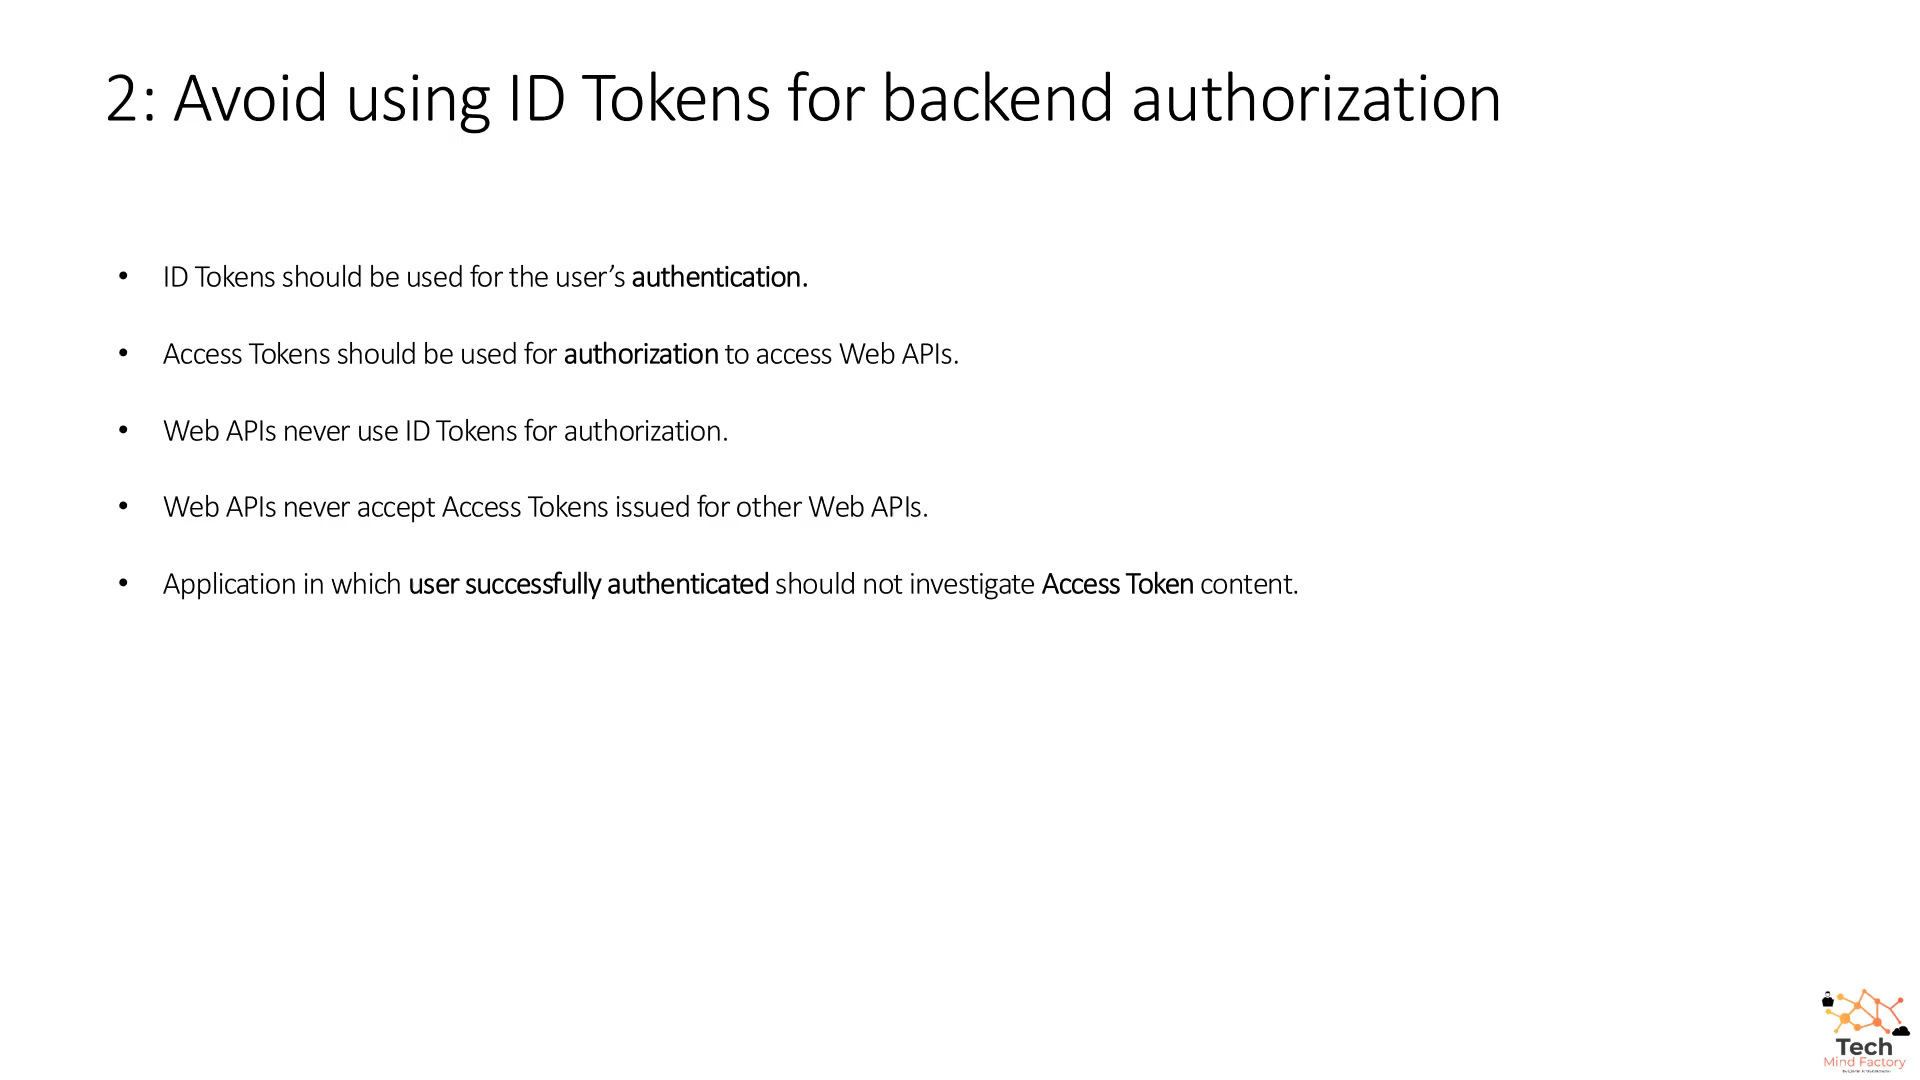 2: Avoid using ID Tokens for backend authorization
• ID Tokens should be used for the user’s authentication.
• Access Tokens should be used for authorization to access Web APIs.
• Web APIs never use ID Tokens for authorization.
• Web APIs never accept Access Tokens issued for other Web APIs.
• Application in which user successfully authenticated should not investigate Access Token content.
Tech
Mind Factory